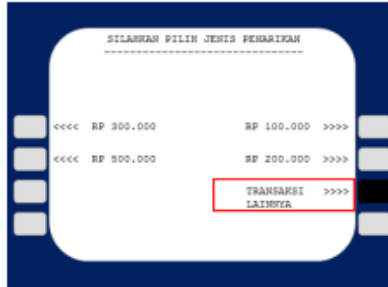 SILAHKAN PILIH JENIS PENARIKAN
------------------------------
<<<< RP 300.000 RP 100.000 >>>>
<<<< RP 500.000 RP 200.000 >>>>
TRANSAKSI >>>>
LAINNYA